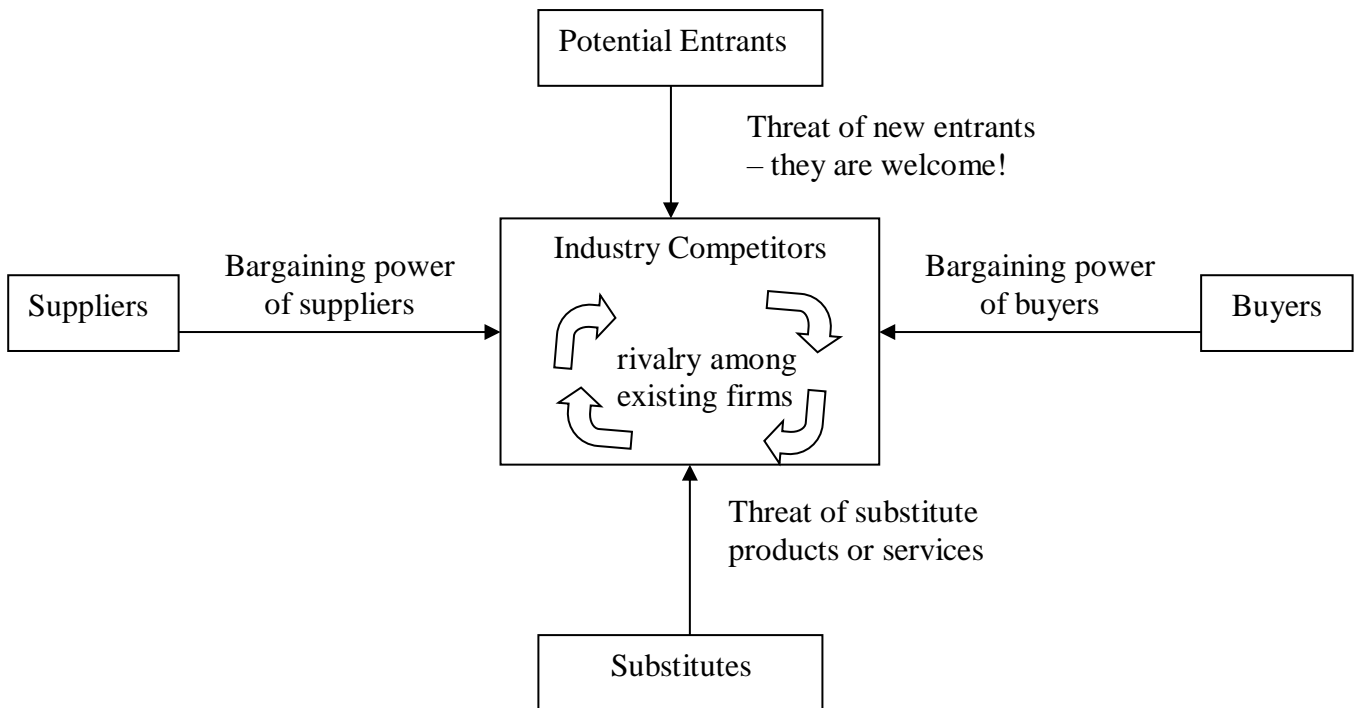 Potential Entrants
Threat of new entrants
– they are welcome!
Industry Competitors
Bargaining power
of suppliers
Bargaining power
of buyers
Suppliers
Buyers
rivalry among
existing firms
Threat of substitute
products or services
Substitutes